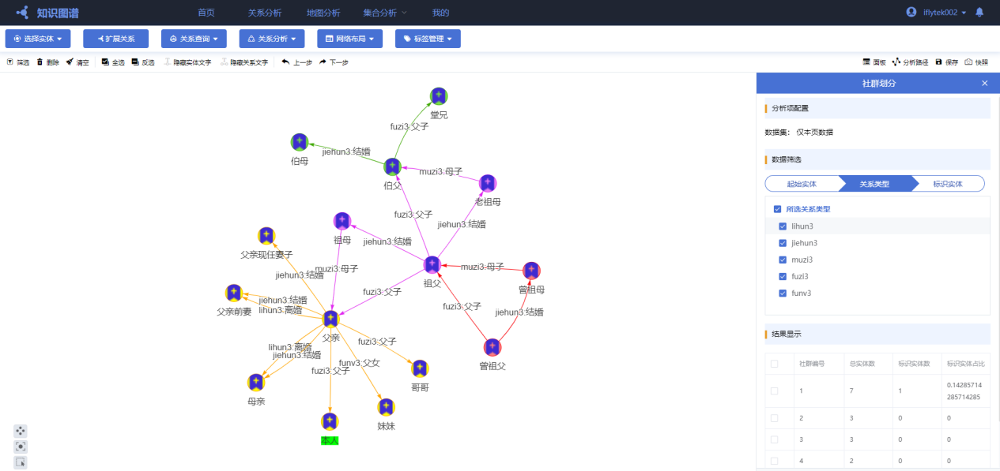 知识图谱
首页 关系分析 地图分析 集合分析 我的
iflytek002
选择实体 扩展关系 关系查询 关系分析 网络布局 标签管理
筛选 删除 清空 全选 反选 隐藏实体文字 隐藏关系文字 上一步 下一步 面板 分析路径 保存 快照
社群划分
分析项配置
数据集： 仅本页数据
数据筛选
起始实体 关系类型 标识实体
所选关系类型
lihun3
jiehun3
muzi3
fuzi3
funv3
结果显示
社群编号 总实体数 标识实体数 标识实体占比
1 7 1 0.14285714
285714285
2 3 0 0
3 3 0 0
4 2 0 0
堂兄
fuzi3:父子
jiehun3:结婚
伯母
muzi3:母子
伯父
老祖母
fuzi3:父子
jiehun3:结婚
祖母
jiehun3:结婚
父亲现任妻子
muzi3:母子
muzi3:母子
jiehun3:结婚
祖父
曾祖母
fuzi3:父子
jiehun3:结婚
fuzi3:父子
lihun3:离婚
父亲前妻
jiehun3:结婚
父亲
fuzi3:父子
lihun3:离婚
jiehun3:结婚
funv3:父女
曾祖父
fuzi3:父子
哥哥
母亲
妹妹
本人